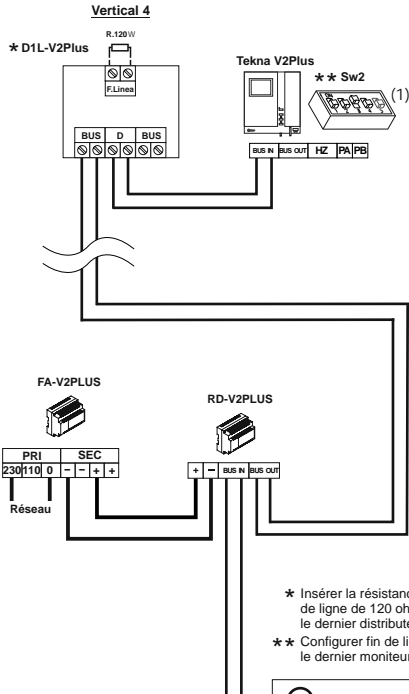 Vertical 4
* D1L-V2Plus
R.120W
F.Linea
BUS D BUS
Tekna V2Plus
** Sw2
(1)
ON
BUS IN BUS OUT HZ PA PB
FA-V2PLUS
RD-V2PLUS
PRI SEC
230 110 0 − − + +
Réseau
+ − BUS IN BUS OUT
* Insérer la résistanc
de ligne de 120 oh
le dernier distribute
** Configurer fin de li
le dernier moniteur